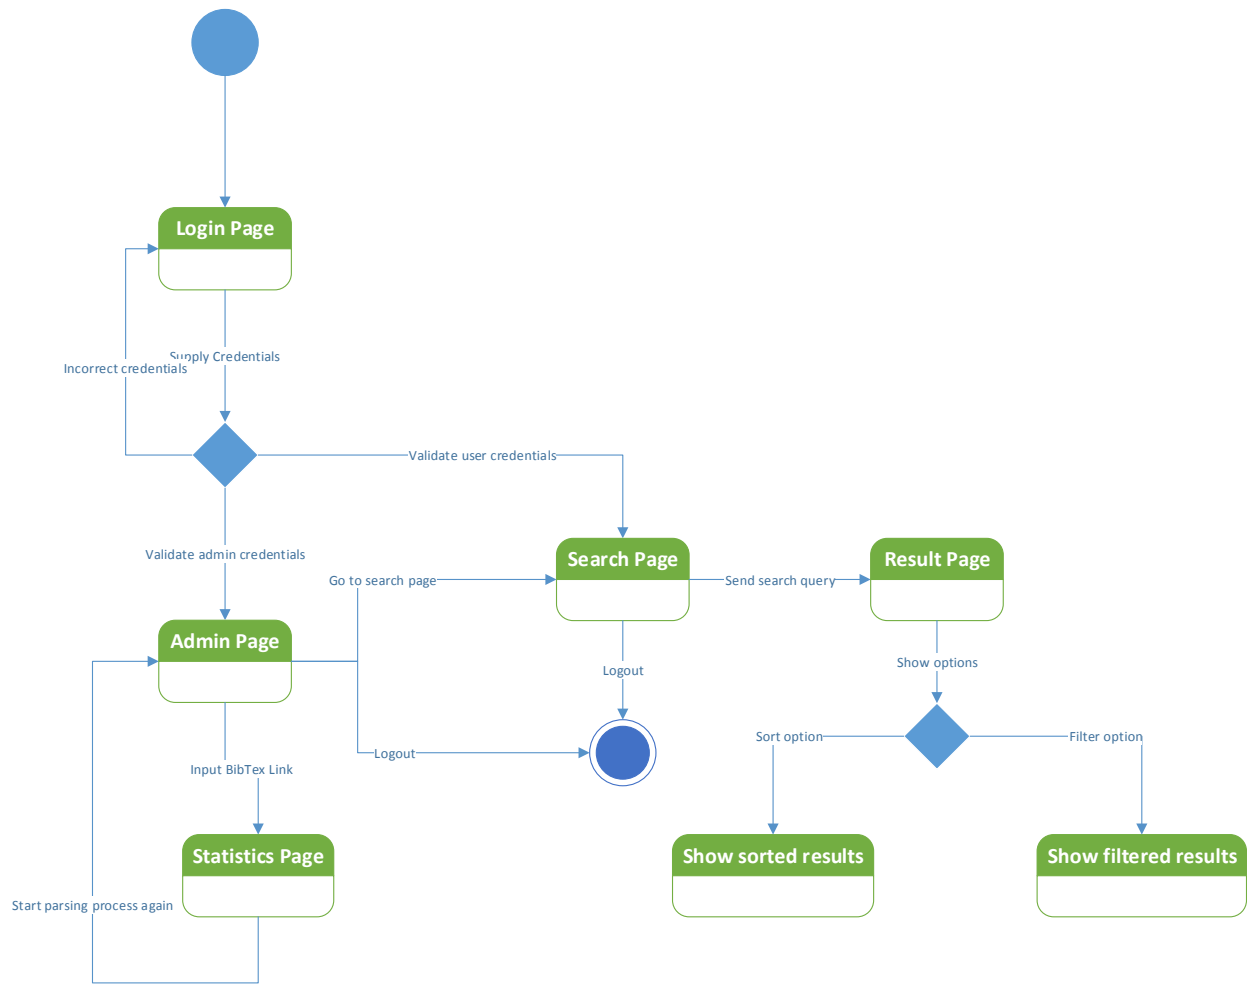 Login Page
Supply Credentials
Incorrect credentials
Validate user credentials
Validate admin credentials
Search Page
Result Page
Go to search page
Send search query
Admin Page
Show options
Logout
Sort option
Filter option
Logout
Input BibTex Link
Statistics Page
Show sorted results
Show filtered results
Start parsing process again